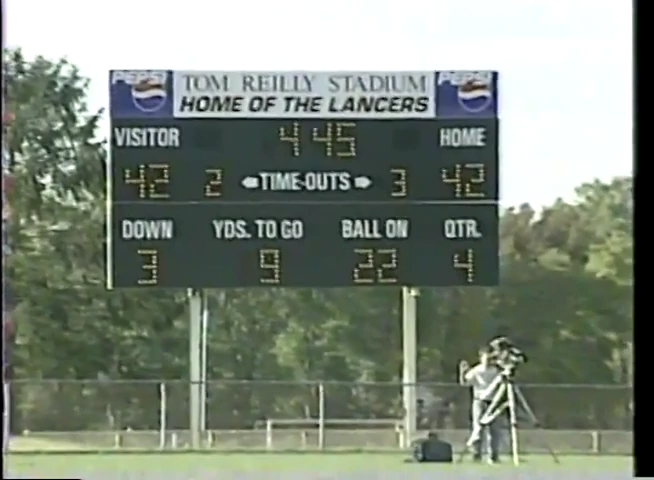 PEPSI TOM REILLY STADIUM PEPSI
HOME OF THE LANCERS
VISITOR 4 45 HOME
42 2 TIME-OUTS 3 42
DOWN YDS. TO GO BALL ON QTR.
3 9 22 4